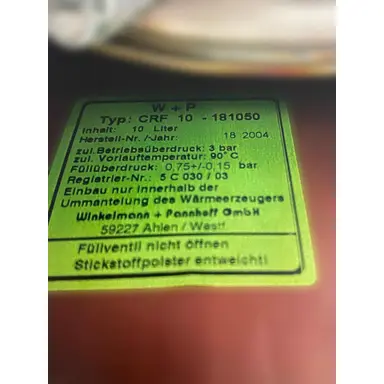 W + P
Typ: CRF 10 - 181050
Inhalt: 10 Liter
Herstell-Nr. /-Jahr: 18 2004
zul. Betriebsüberdruck: 3 bar
zul. Vorlauftemperatur: 90° C
Füllüberdruck: 0,75+/-0,15 bar
Registrier-Nr.: 5 C 030 / 03
Einbau nur innerhalb der
Ummantelung des Wärmeerzeugers
Winkelmann + Pannhoff GmbH
59227 Ahlen / Westf
Füllventil nicht öffnen
Stickstoffpolster entweicht!